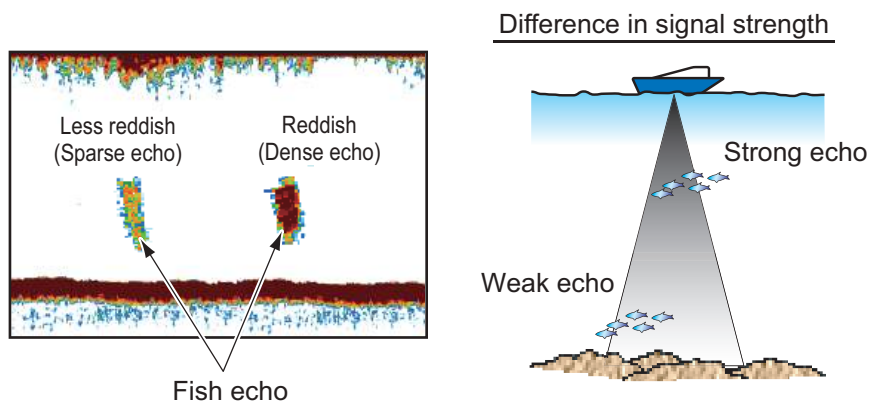 Difference in signal strength
Less reddish
(Sparse echo)
Reddish
(Dense echo)
Fish echo
Strong echo
Weak echo